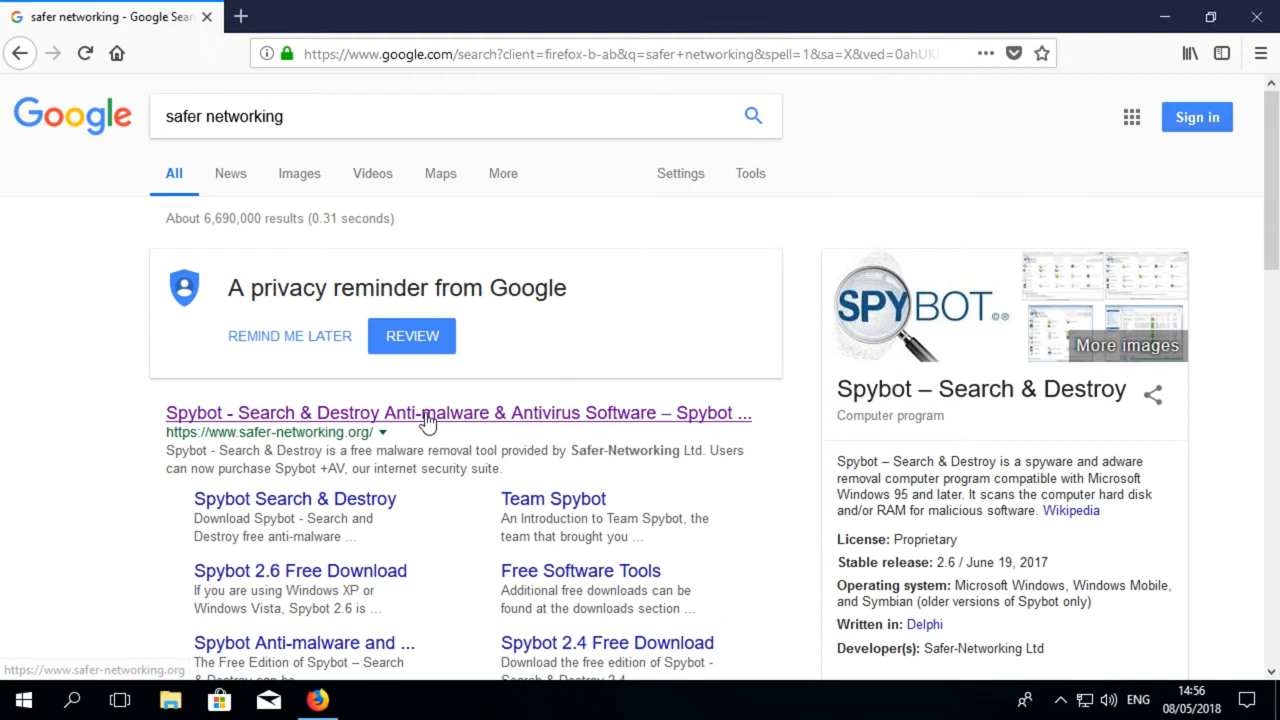 safer networking - Google Sear
https://www.google.com/search?client=firefox-b-ab&q=safer+networking&spell=1&sa=X&ved=0ahUK
Google
safer networking
Sign in
All News Images Videos Maps More Settings Tools
About 6,690,000 results (0.31 seconds)
A privacy reminder from Google
REMIND ME LATER REVIEW
Spybot - Search & Destroy Anti-malware & Antivirus Software – Spybot ...
https://www.safer-networking.org/
Spybot - Search & Destroy is a free malware removal tool provided by Safer-Networking Ltd. Users
can now purchase Spybot +AV, our internet security suite.
Spybot Search & Destroy
Download Spybot - Search and
Destroy free anti-malware ...
Team Spybot
An Introduction to Team Spybot, the
team that brought you ...
Spybot 2.6 Free Download
If you are using Windows XP or
Windows Vista, Spybot 2.6 is ...
Free Software Tools
Additional free downloads can be
found at the downloads section ...
Spybot Anti-malware and ...
The Free Edition of Spybot – Search
& Destroy can be
Spybot 2.4 Free Download
Download the free edition of Spybot -
Search & Destroy 2.4
SPYBOT
More images
Spybot – Search & Destroy
Computer program
Spybot – Search & Destroy is a spyware and adware
removal computer program compatible with Microsoft
Windows 95 and later. It scans the computer hard disk
and/or RAM for malicious software. Wikipedia
License: Proprietary
Stable release: 2.6 / June 19, 2017
Operating system: Microsoft Windows, Windows Mobile,
and Symbian (older versions of Spybot only)
Written in: Delphi
Developer(s): Safer-Networking Ltd
https://www.safer-networking.org
ENG
14:56
08/05/2018